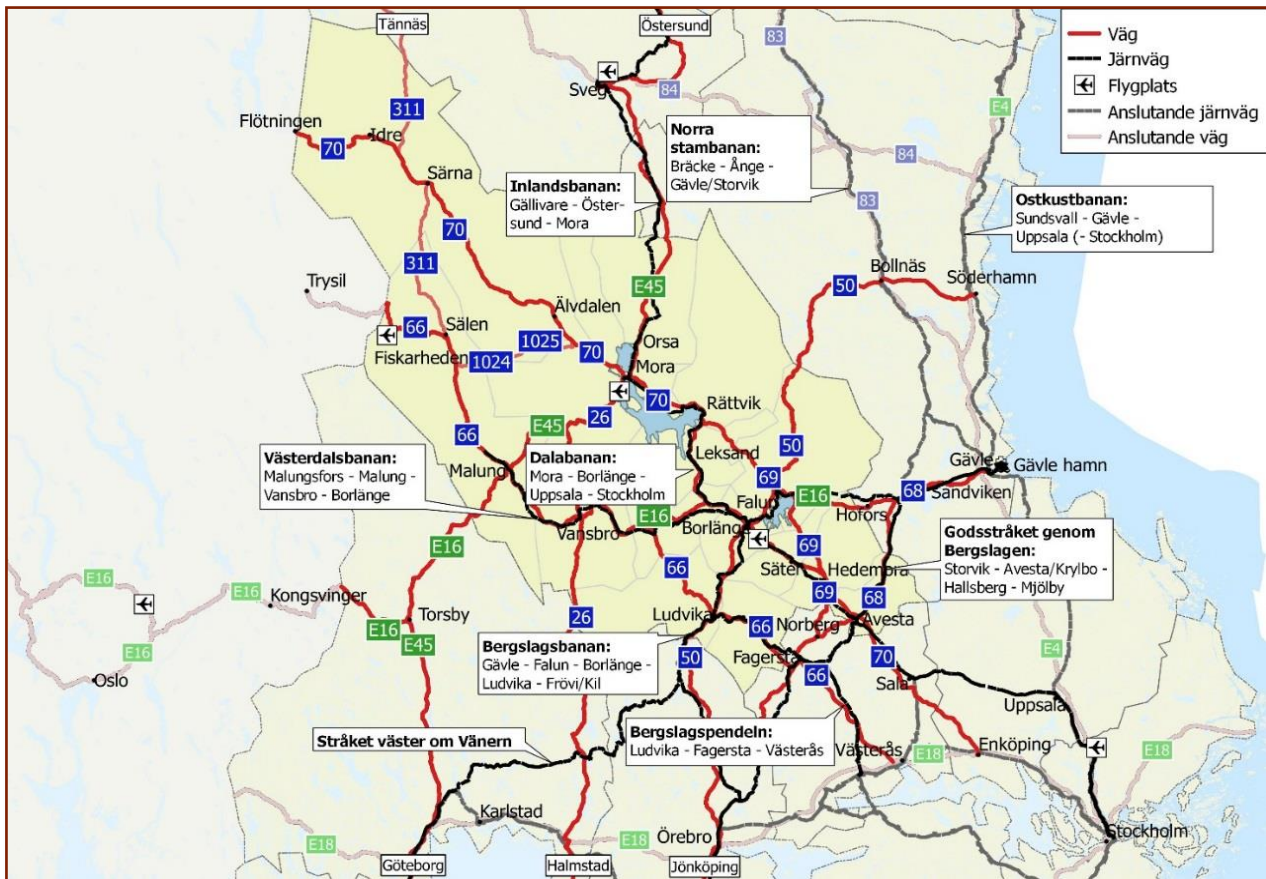 Tännäs
Östersund
83
Väg
Järnväg
Flygplats
Anslutande järnväg
Anslutande väg
Sveg
84
E4
311
Flötningen
70
Idre
Norra
stambanan:
Bräcke - Ånge -
Gävle/Storvik
84
Särna
Inlandsbanan:
Gällivare - Öster-
sund - Mora
83
Ostkustbanan:
Sundsvall - Gävle -
Uppsala (- Stockholm)
70
311
Trysil
E45
50
Bollnäs
Söderhamn
Älvdalen
66
Sälen
Fiskarheden
1024
1025
70
Orsa
Mora
70
Rättvik
26
E45
66
50
Leksand
Malung
Västerdalsbanan:
Malungsfors - Malung -
Vansbro - Borlänge
Dalabanan:
Mora - Borlänge -
Uppsala - Stockholm
69
Gävle
Gävle hamn
Falun
E16
68
Sandviken
Hofors
Vansbro
E16
Borlänge
E16
69
Godsstråket genom
Bergslagen:
Storvik - Avesta/Krylbo -
Hallsberg - Mjölby
66
Säter
Hedemora
E16
Kongsvinger
E16
69
68
E16
Torsby
E45
26
Ludvika
66
Norberg
Avesta
E16
Oslo
Bergslagsbanan:
Gävle - Falun - Borlänge -
Ludvika - Frövi/Kil
50
Fagersta
66
70
Sala
E4
Uppsala
Stråket väster om Vänern
Bergslagspendeln:
Ludvika - Fagersta - Västerås
Västerås
E18
Enköping
E18
Karlstad
E18
E18
Örebro
Stockholm
Göteborg
Halmstad
Jönköping